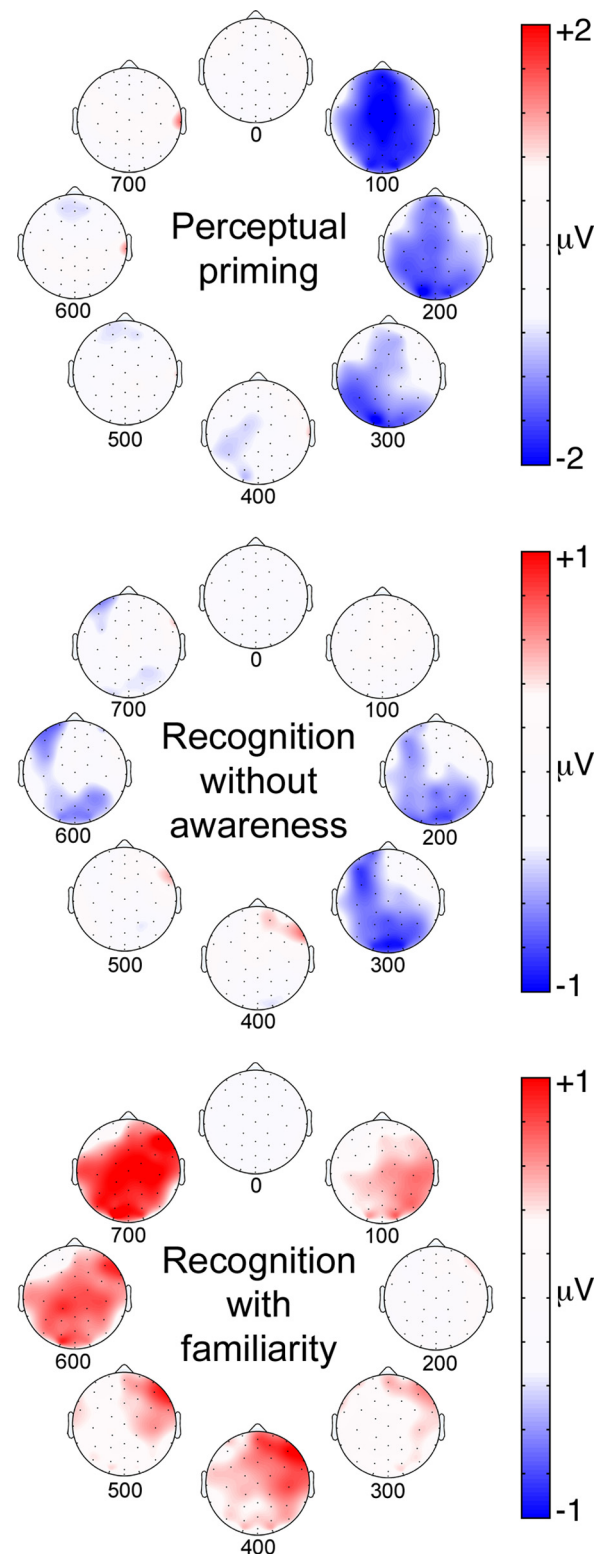 0
+2
700
100
Perceptual
priming
μV
600
200
500
300
400
-2
0
+1
700
100
Recognition
without
awareness
μV
600
200
500
300
400
-1
0
+1
700
100
Recognition
with
familiarity
μV
600
200
500
300
400
-1